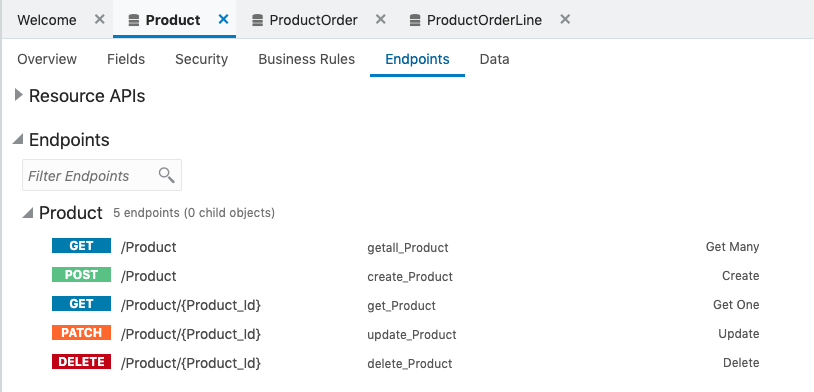 Welcome Product ProductOrder ProductOrderLine
Overview Fields Security Business Rules Endpoints Data
Resource APIs
Endpoints
Filter Endpoints
Product 5 endpoints (0 child objects)
GET /Product getall_Product Get Many
POST /Product create_Product Create
GET /Product/{Product_Id} get_Product Get One
PATCH /Product/{Product_Id} update_Product Update
DELETE /Product/{Product_Id} delete_Product Delete